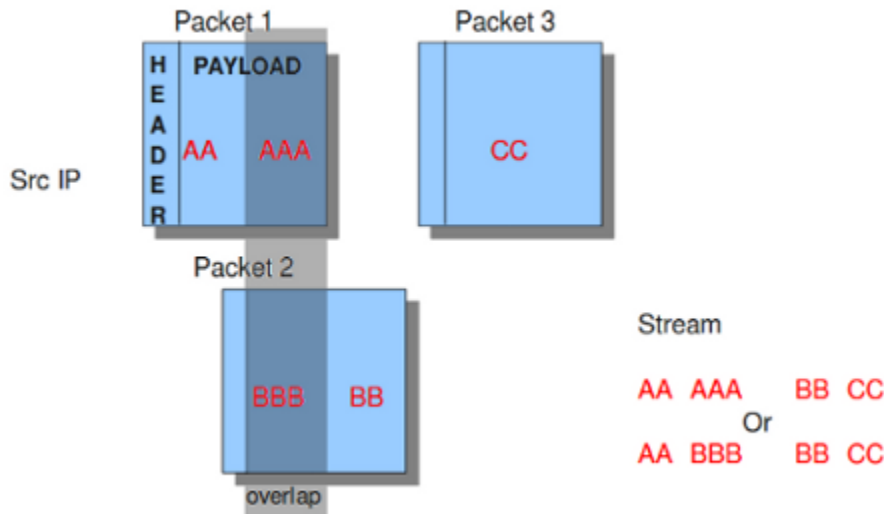 Packet 1
Packet 3
HEADER
PAYLOAD
AA AAA
CC
Src IP
Packet 2
BBB BB
overlap
Stream
AA AAA BB CC
Or
AA BBB BB CC